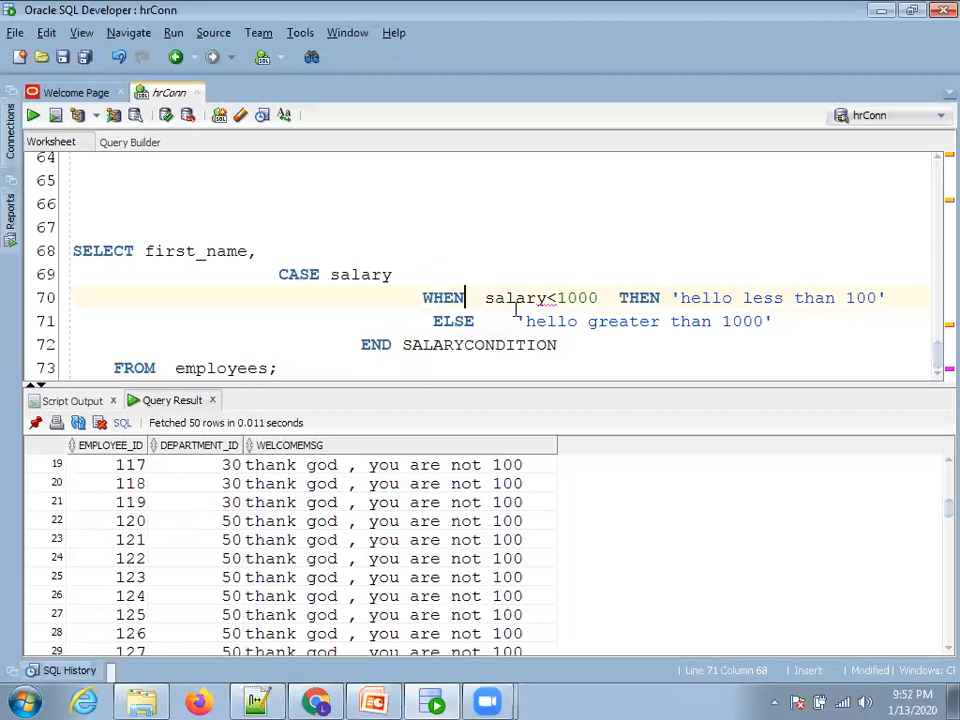 Oracle SQL Developer : hrConn
File Edit View Navigate Run Source Team Tools Window Help
Welcome Page hrConn
hrConn
Worksheet Query Builder
Connections
Reports
64
65
66
67
68 SELECT first_name,
69 CASE salary
70 WHEN salary<1000 THEN 'hello less than 100'
71 ELSE 'hello greater than 1000'
72 END SALARYCONDITION
73 FROM employees;
Script Output Query Result
SQL Fetched 50 rows in 0.011 seconds
EMPLOYEE_ID DEPARTMENT_ID WELCOMEMSG
19 117 30 thank god , you are not 100
20 118 30 thank god , you are not 100
21 119 30 thank god , you are not 100
22 120 50 thank god , you are not 100
23 121 50 thank god , you are not 100
24 122 50 thank god , you are not 100
25 123 50 thank god , you are not 100
26 124 50 thank god , you are not 100
27 125 50 thank god , you are not 100
28 126 50 thank god , you are not 100
29 127 50 thank god , you are not 100
SQL History Line 71 Column 68 Insert Modified Windows: CF
9:52 PM
1/13/2020